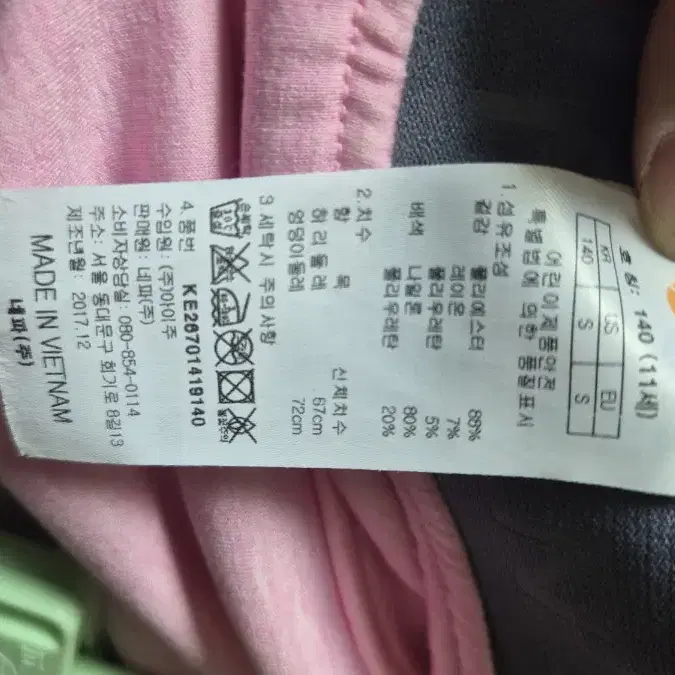 호 칭: 140 (11세)
KR US EU
140 S S
어린이제품안전
특별법에 의한 품질표시
1.섬유조성
겉감 폴리에스터 88%
레이온 7%
폴리우레탄 5%
배색 나일론 80%
폴리우레탄 20%
2.치수
항 목 신체치수
허리둘레 67cm
엉덩이둘레 72cm
3.세탁시 주의사항
4.품번 KE28701419140
수입원: (주)아이주
판매원: 네파(주)
소비자상담실: 080-854-0114
주소: 서울 동대문구 회기로 8길13
제조년월: 2017.12
MADE IN VIETNAM
네파(주)